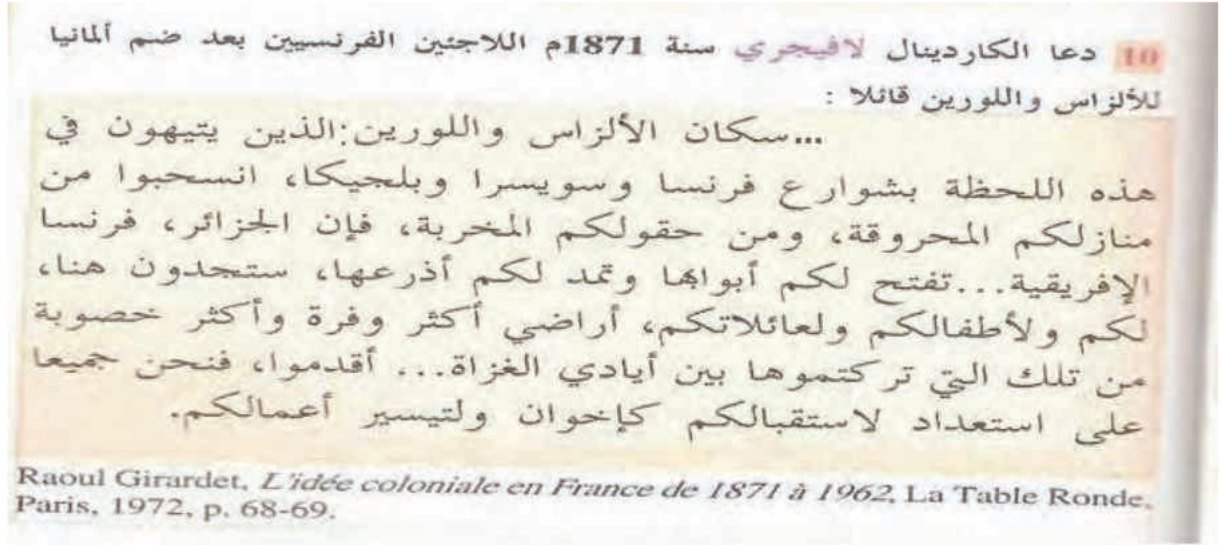 10 دعا الكاردينال لافيجري سنة 1871م اللاجئين الفرنسيين بعد ضم ألمانيا
للألزاس واللورين قائلا :
...سكان الألزاس واللورين:الذين يتيهون في
هذه اللحظة بشوارع فرنسا وسويسرا وبلجيكا، انسحبوا من
منازلكم المحروقة، ومن حقولكم المخربة، فإن الجزائر، فرنسا
الإفريقية...تفتح لكم أبوابها وتمد لكم أذرعها، ستجدون هنا،
لكم ولأطفالكم ولعائلاتكم، أراضي أكثر وفرة وأكثر خصوبة
من تلك التي تركتموها بين أيادي الغزاة... أقدموا، فنحن جميعا
على استعداد لاستقبالكم كإخوان ولتيسير أعمالكم.
Raoul Girardet, L'idée coloniale en France de 1871 à 1962, La Table Ronde,
Paris, 1972, p. 68-69.